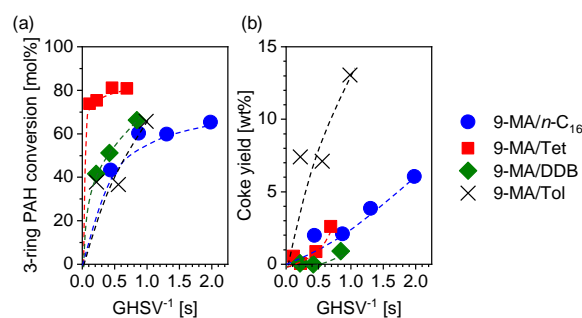 (a)
3-ring PAH conversion [mol%]
100
80
60
40
20
0
0.0 0.5 1.0 1.5 2.0
GHSV⁻¹ [s]
(b)
Coke yield [wt%]
15
10
5
0
0.0 0.5 1.0 1.5 2.0
GHSV⁻¹ [s]
9-MA/n-C₁₆
9-MA/Tet
9-MA/DDB
9-MA/Tol